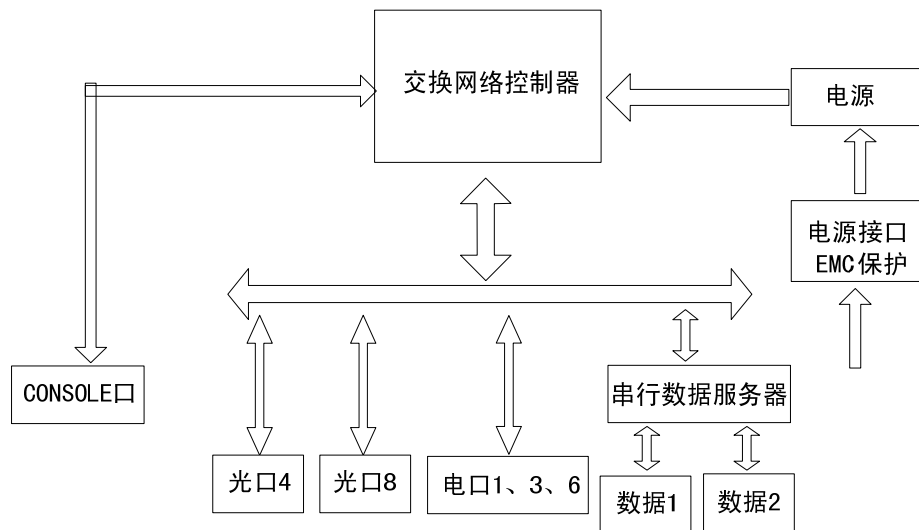 交换网络控制器
电源
电源接口
EMC保护
CONSOLE口
串行数据服务器
光口4
光口8
电口1、3、6
数据1
数据2